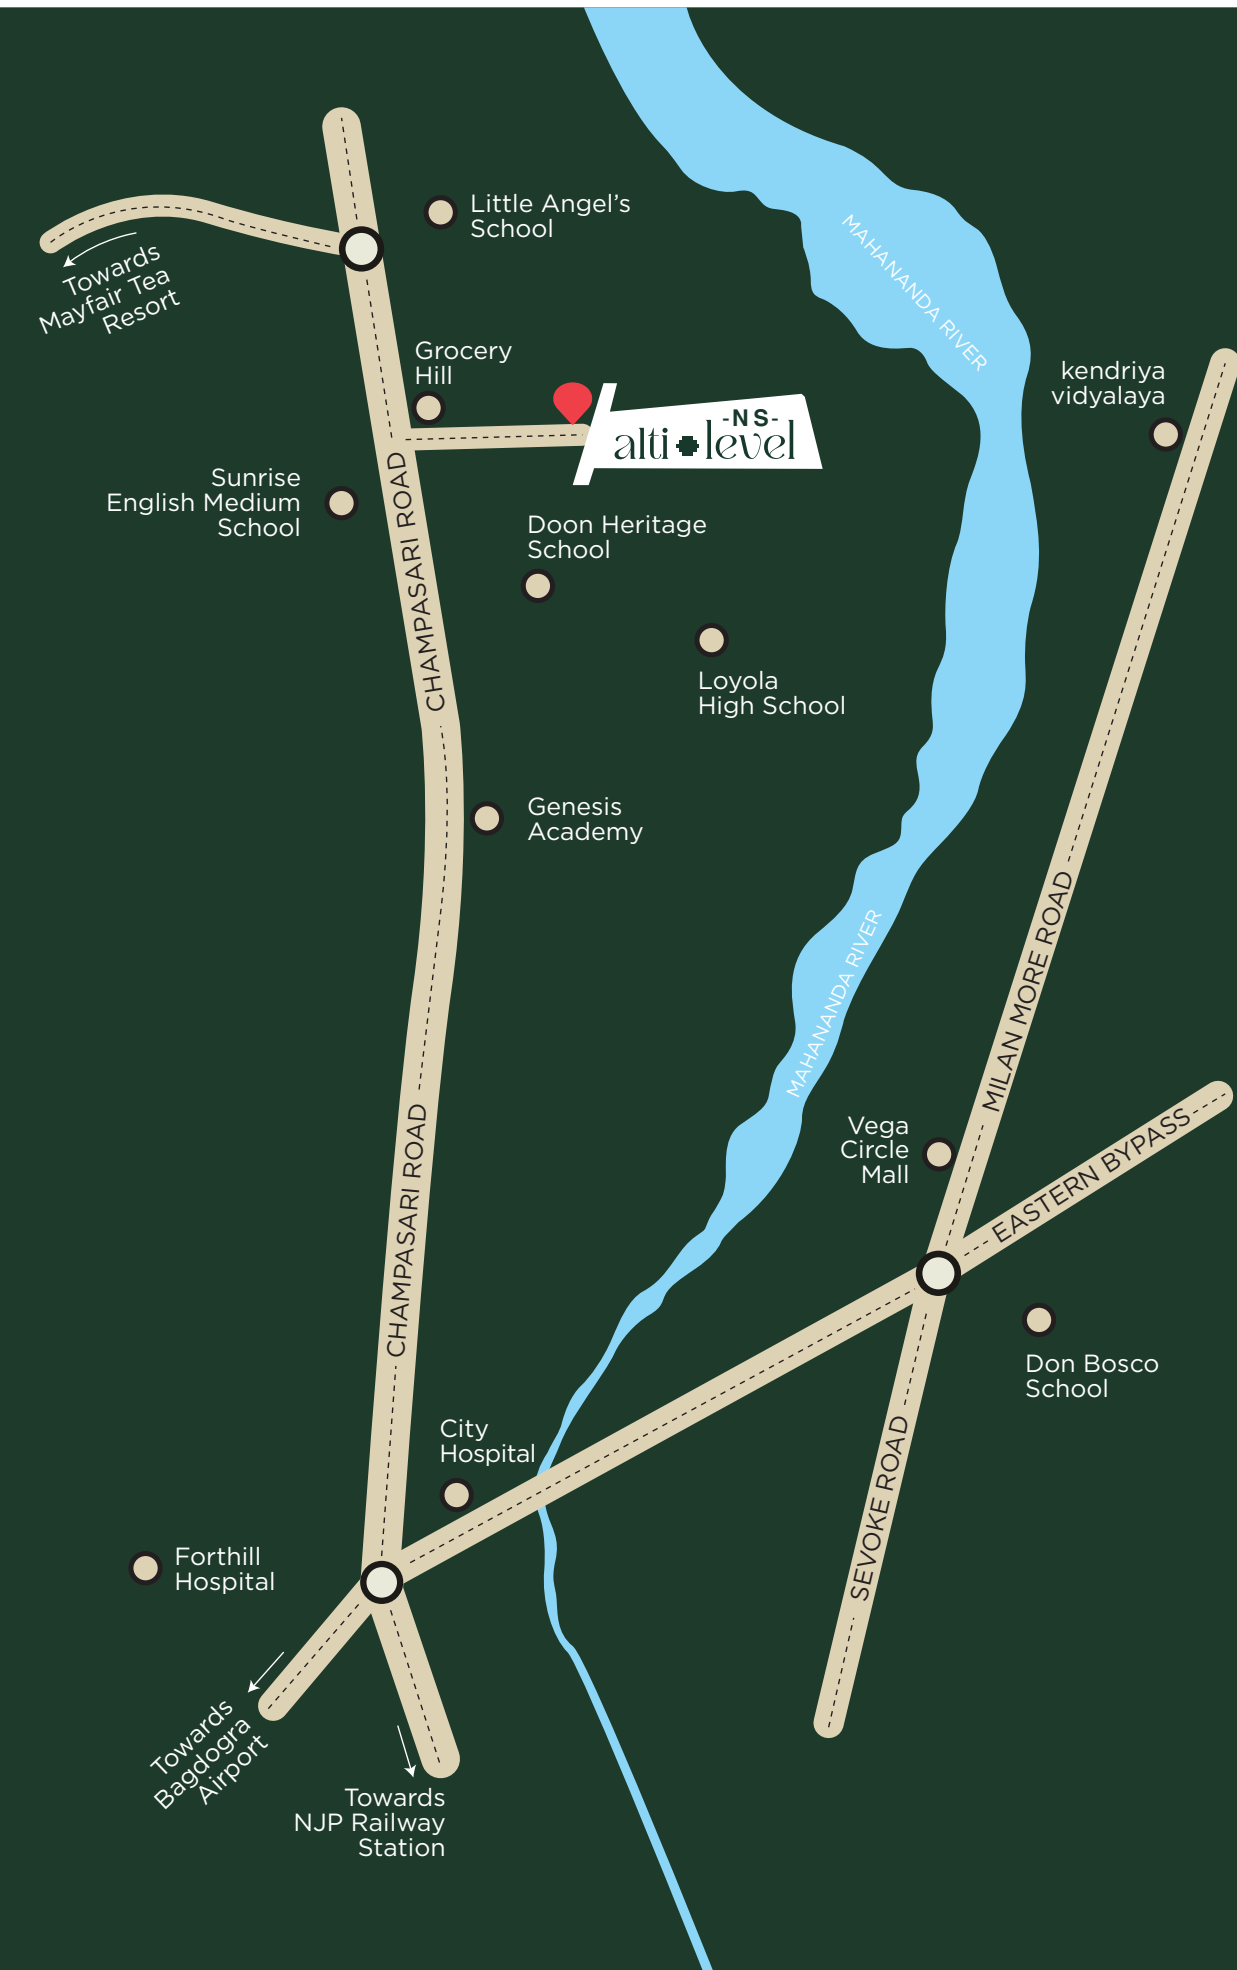 Little Angel's
School
MAHANANDA RIVER
Towards
Mayfair Tea
Resort
Grocery
Hill
kendriya
vidyalaya
-NS-
alti level
Sunrise
English Medium
School
CHAMPASARI ROAD
Doon Heritage
School
Loyola
High School
Genesis
Academy
MAHANANDA RIVER
MILAN MORE ROAD
CHAMPASARI ROAD
Vega
Circle
Mall
EASTERN BYPASS
Don Bosco
School
City
Hospital
SEVOKE ROAD
Forthill
Hospital
Towards
Bagdogra
Airport
Towards
NJP Railway
Station